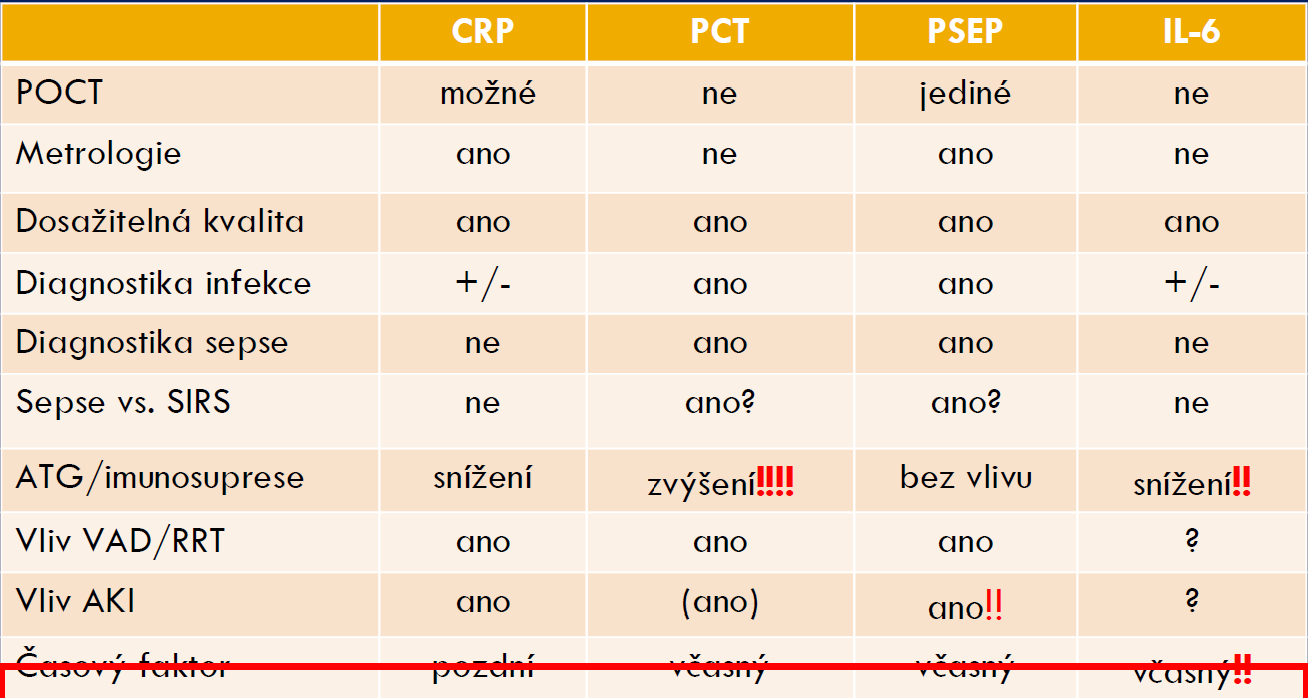 CRP PCT PSEP IL-6
POCT možné ne jediné ne
Metrologie ano ne ano ne
Dosažitelná kvalita ano ano ano ano
Diagnostika infekce +/- ano ano +/-
Diagnostika sepse ne ano ano ne
Sepse vs. SIRS ne ano? ano? ne
ATG/imunosuprese snížení zvýšení!!!! bez vlivu snížení!!
Vliv VAD/RRT ano ano ano ?
Vliv AKI ano (ano) ano!! ?
Časový faktor pozdní včasný včasný včasný!!